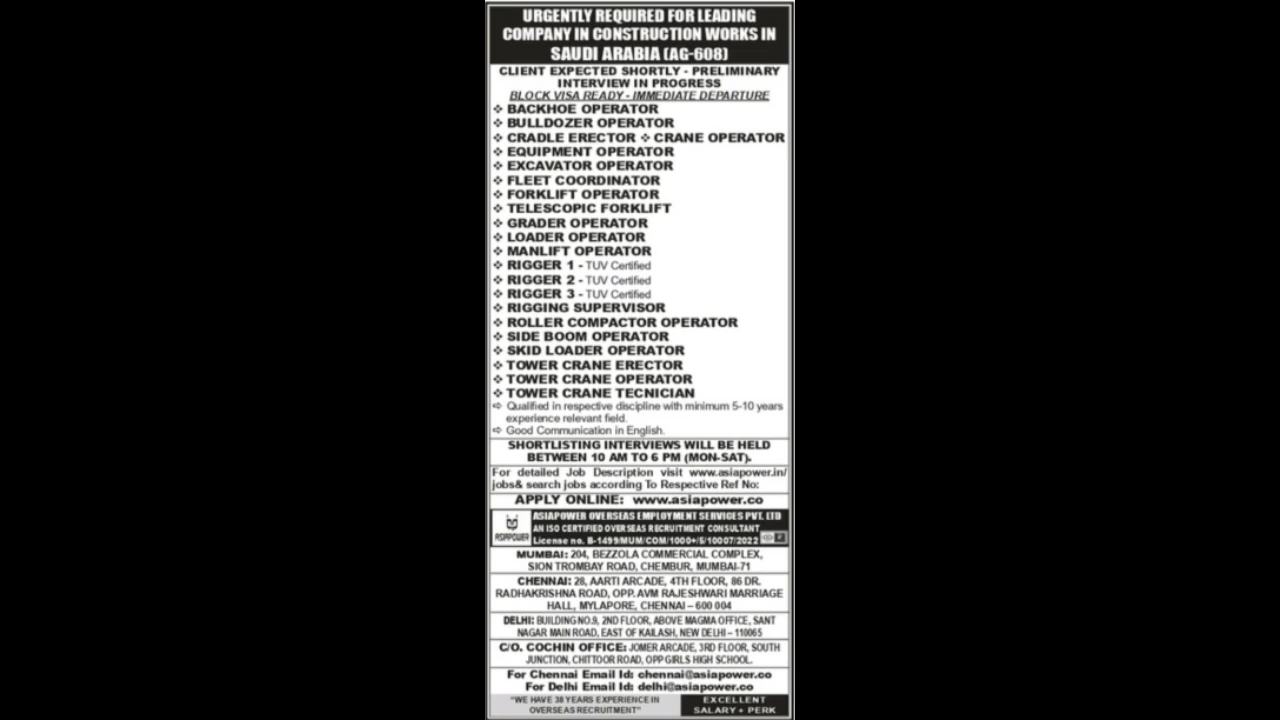 URGENTLY REQUIRED FOR LEADING
COMPANY IN CONSTRUCTION WORKS IN
SAUDI ARABIA (AG-608)
CLIENT EXPECTED SHORTLY - PRELIMINARY
INTERVIEW IN PROGRESS
BLOCK VISA READY - IMMEDIATE DEPARTURE
❖ BACKHOE OPERATOR
❖ BULLDOZER OPERATOR
❖ CRADLE ERECTOR ❖ CRANE OPERATOR
❖ EQUIPMENT OPERATOR
❖ EXCAVATOR OPERATOR
❖ FLEET COORDINATOR
❖ FORKLIFT OPERATOR
❖ TELESCOPIC FORKLIFT
❖ GRADER OPERATOR
❖ LOADER OPERATOR
❖ MANLIFT OPERATOR
❖ RIGGER 1 - TUV Certified
❖ RIGGER 2 - TUV Certified
❖ RIGGER 3 - TUV Certified
❖ RIGGING SUPERVISOR
❖ ROLLER COMPACTOR OPERATOR
❖ SIDE BOOM OPERATOR
❖ SKID LOADER OPERATOR
❖ TOWER CRANE ERECTOR
❖ TOWER CRANE OPERATOR
❖ TOWER CRANE TECNICIAN
⇨ Qualified in respective discipline with minimum 5-10 years
experience relevant field.
⇨ Good Communication in English.
SHORTLISTING INTERVIEWS WILL BE HELD
BETWEEN 10 AM TO 6 PM (MON-SAT).
For detailed Job Description visit www.asiapower.in/
jobs& search jobs according To Respective Ref No:
APPLY ONLINE: www.asiapower.co
ASIAPOWER
ASIAPOWER OVERSEAS EMPLOYMENT SERVICES PVT. LTD
AN ISO CERTIFIED OVERSEAS RECRUITMENT CONSULTANT
License no. B-1499/MUM/COM/1000+/5/10007/2022
MUMBAI: 204, BEZZOLA COMMERCIAL COMPLEX,
SION TROMBAY ROAD, CHEMBUR, MUMBAI-71
CHENNAI: 28, AARTI ARCADE, 4TH FLOOR, 86 DR.
RADHAKRISHNA ROAD, OPP. AVM RAJESHWARI MARRIAGE
HALL, MYLAPORE, CHENNAI – 600 004
DELHI: BUILDING NO.9, 2ND FLOOR, ABOVE MAGMA OFFICE, SANT
NAGAR MAIN ROAD, EAST OF KAILASH, NEW DELHI – 110065
C/O. COCHIN OFFICE: JOMER ARCADE, 3RD FLOOR, SOUTH
JUNCTION, CHITTOOR ROAD, OPP GIRLS HIGH SCHOOL.
For Chennai Email Id: chennai@asiapower.co
For Delhi Email Id: delhi@asiapower.co
"WE HAVE 38 YEARS EXPERIENCE IN
OVERSEAS RECRUITMENT"
EXCELLENT
SALARY + PERK